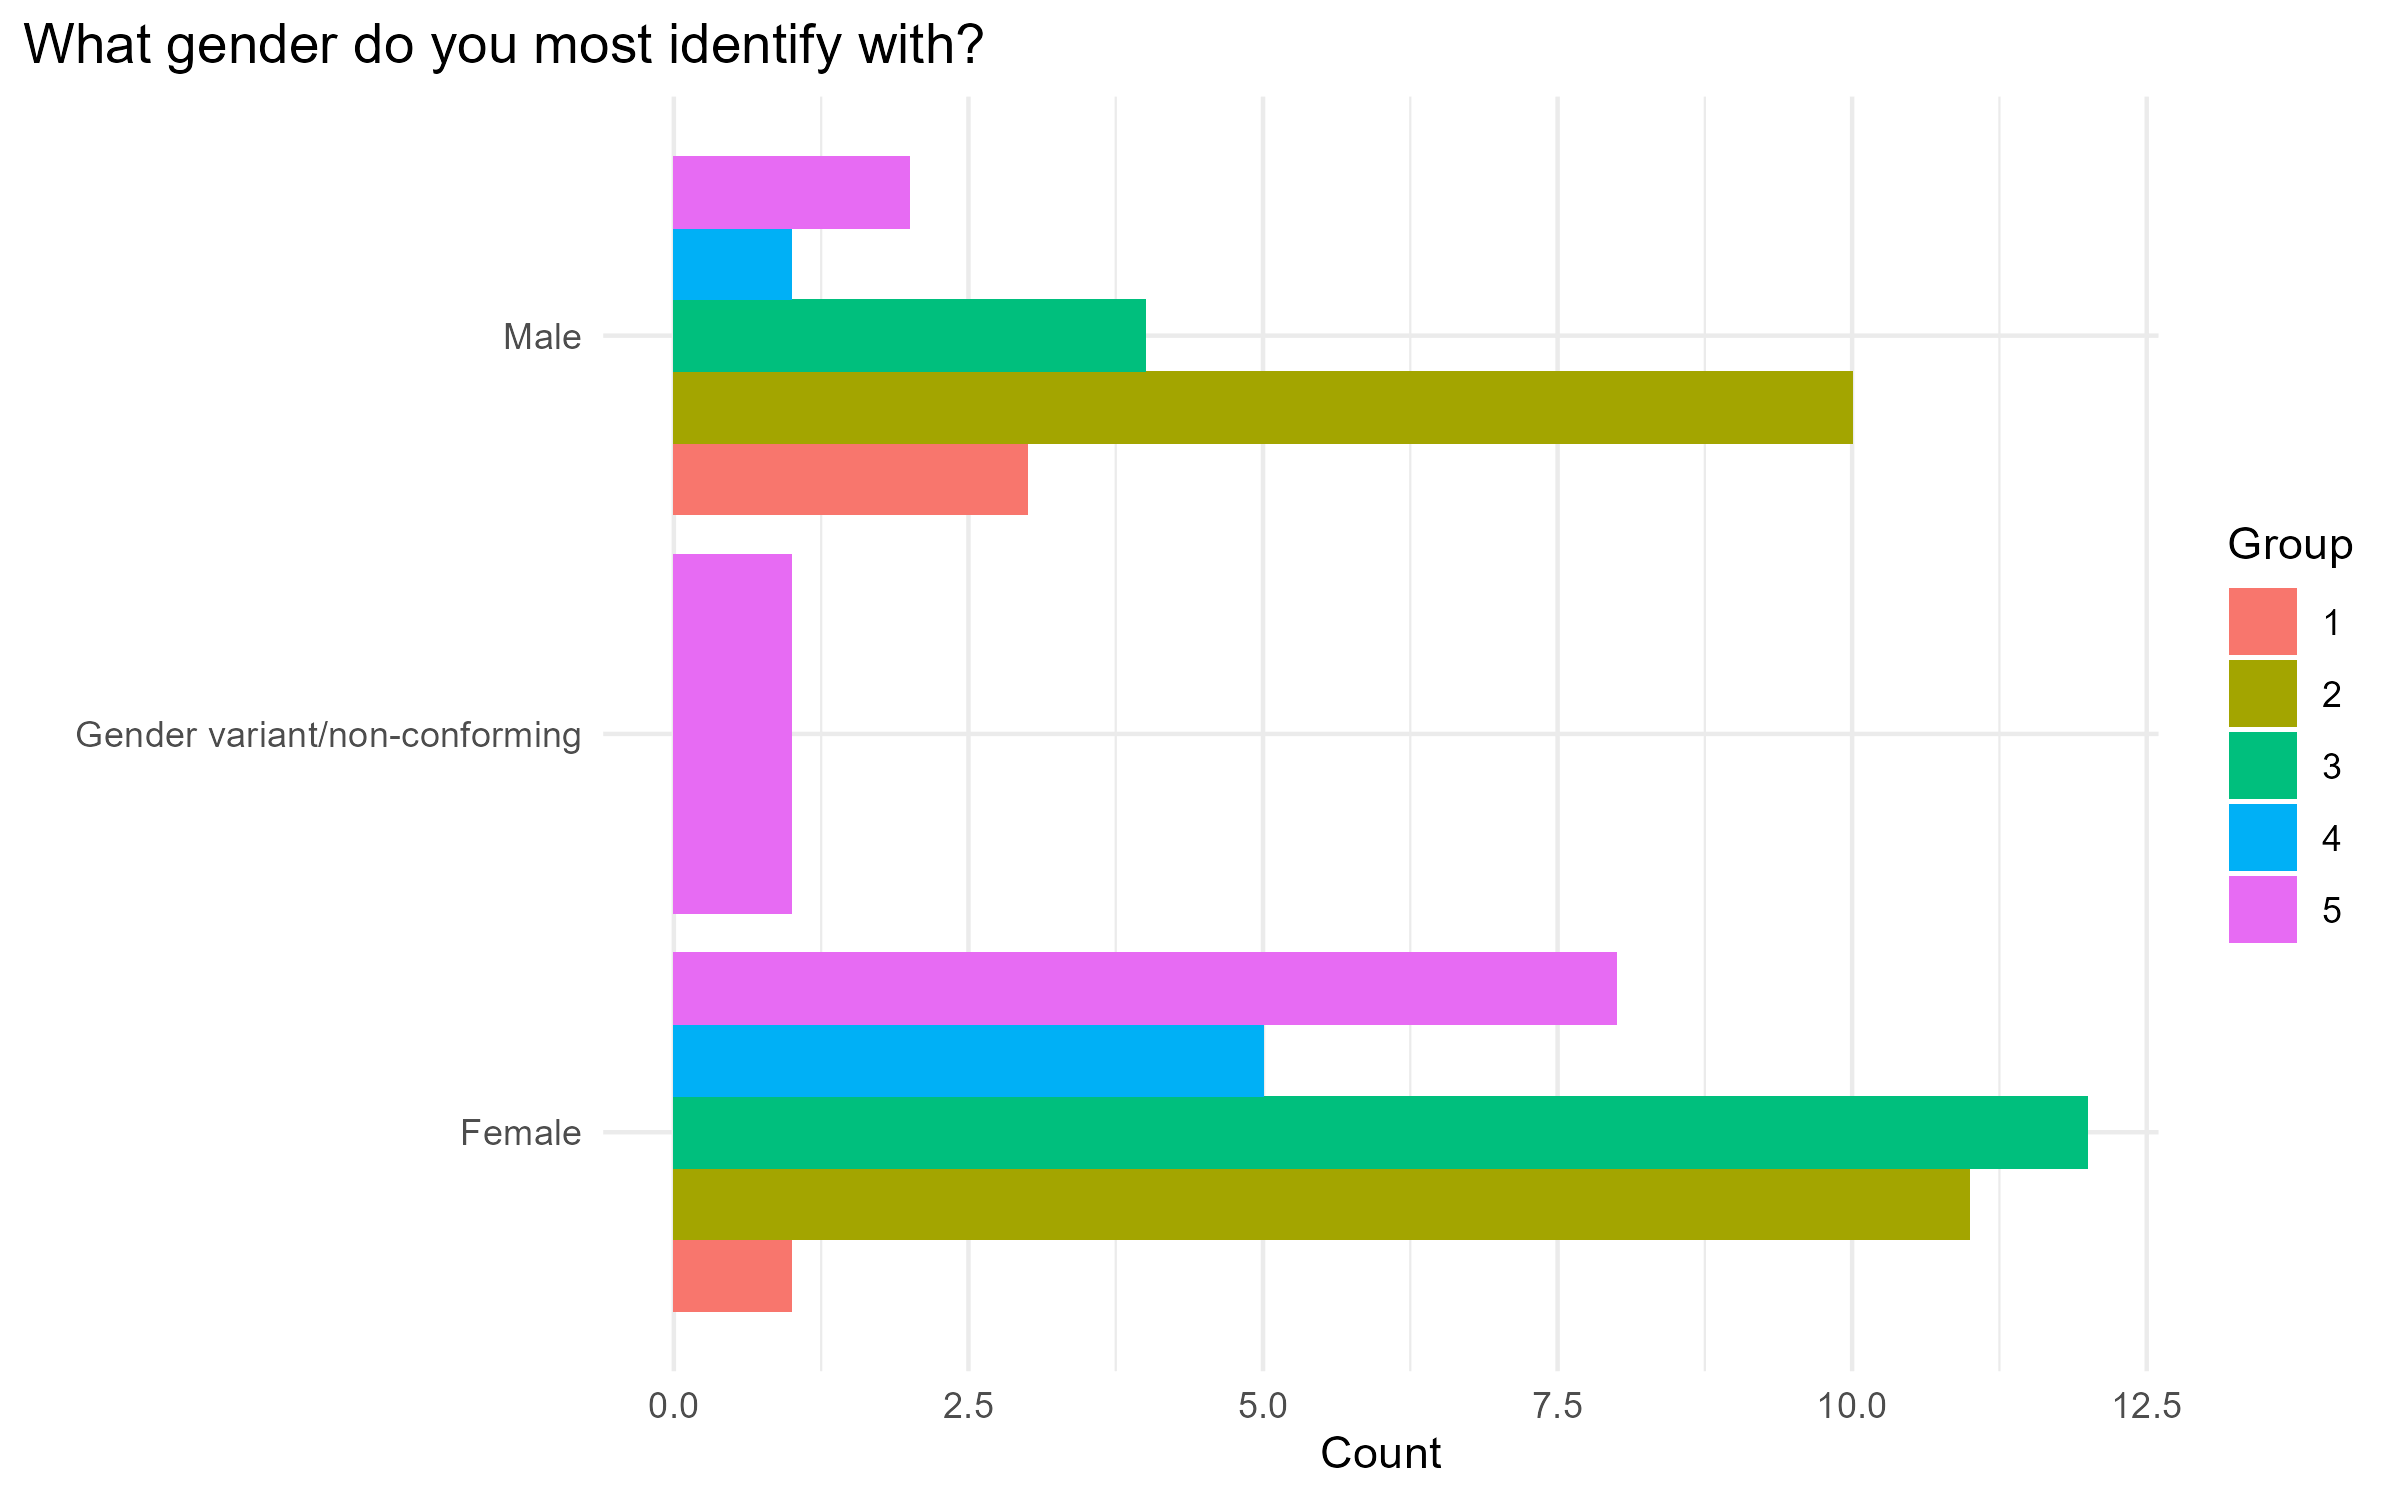 What gender do you most identify with?
Male
Gender variant/non-conforming
Female
0.0 2.5 5.0 7.5 10.0 12.5
Count
Group
1
2
3
4
5